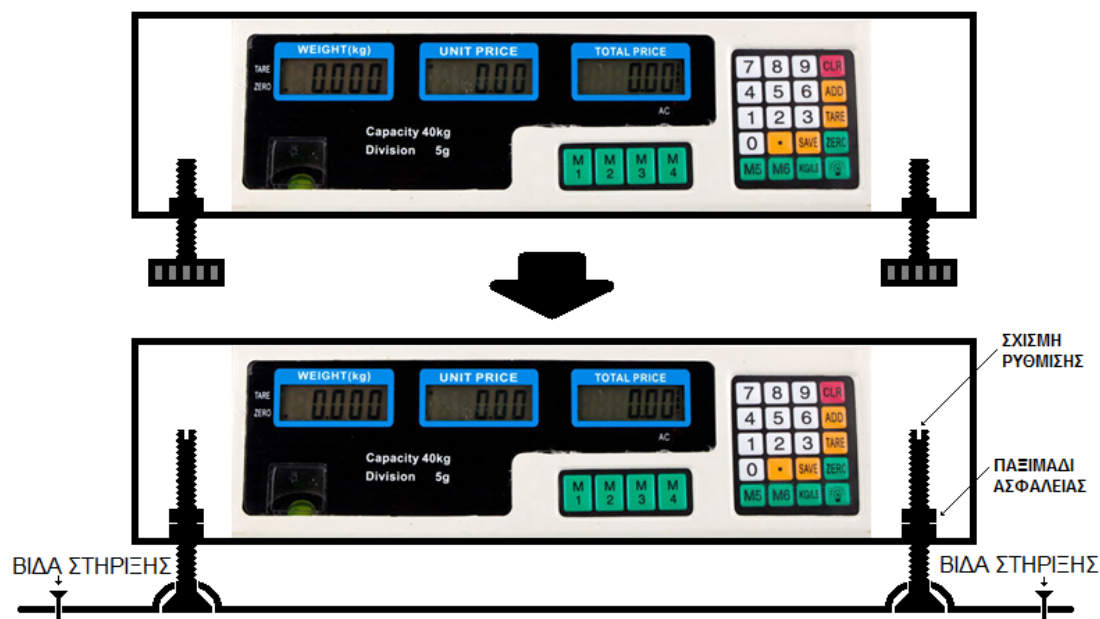 WEIGHT(kg) UNIT PRICE TOTAL PRICE
TARE 0.000 0.00 0.00
ZERO
AC
Capacity 40kg
Division 5g
M1 M2 M3 M4
7 8 9 CLR
4 5 6 ADD
1 2 3 TARE
0 . SAVE ZERO
M5 M6
WEIGHT(kg) UNIT PRICE TOTAL PRICE
TARE 0.000 0.00 0.00
ZERO
AC
Capacity 40kg
Division 5g
M1 M2 M3 M4
7 8 9 CLR
4 5 6 ADD
1 2 3 TARE
0 . SAVE ZERO
M5 M6
ΣΧΙΣΜΗ
ΡΥΘΜΙΣΗΣ
ΠΑΞΙΜΑΔΙ
ΑΣΦΑΛΕΙΑΣ
ΒΙΔΑ ΣΤΗΡΙΞΗΣ
ΒΙΔΑ ΣΤΗΡΙΞΗΣ